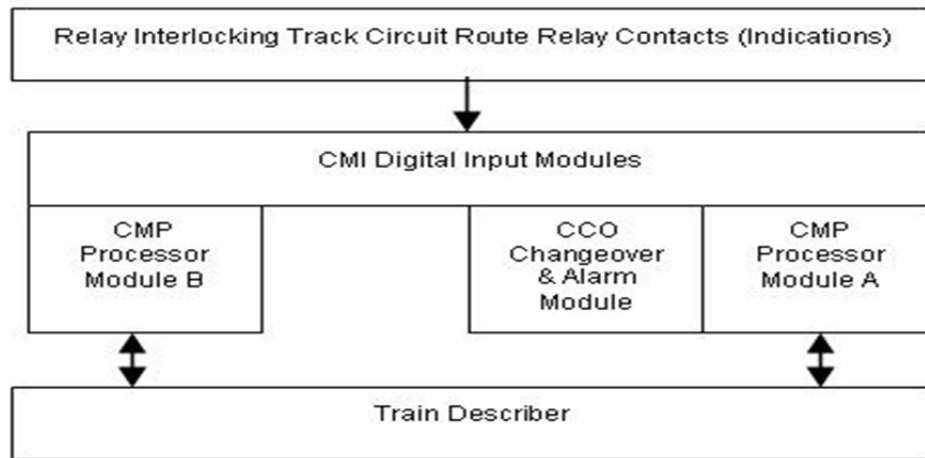 Relay Interlocking Track Circuit Route Relay Contacts (Indications)
CMI Digital Input Modules
CMP
Processor
Module B
CCO
Changeover
& Alarm
Module
CMP
Processor
Module A
Train Describer